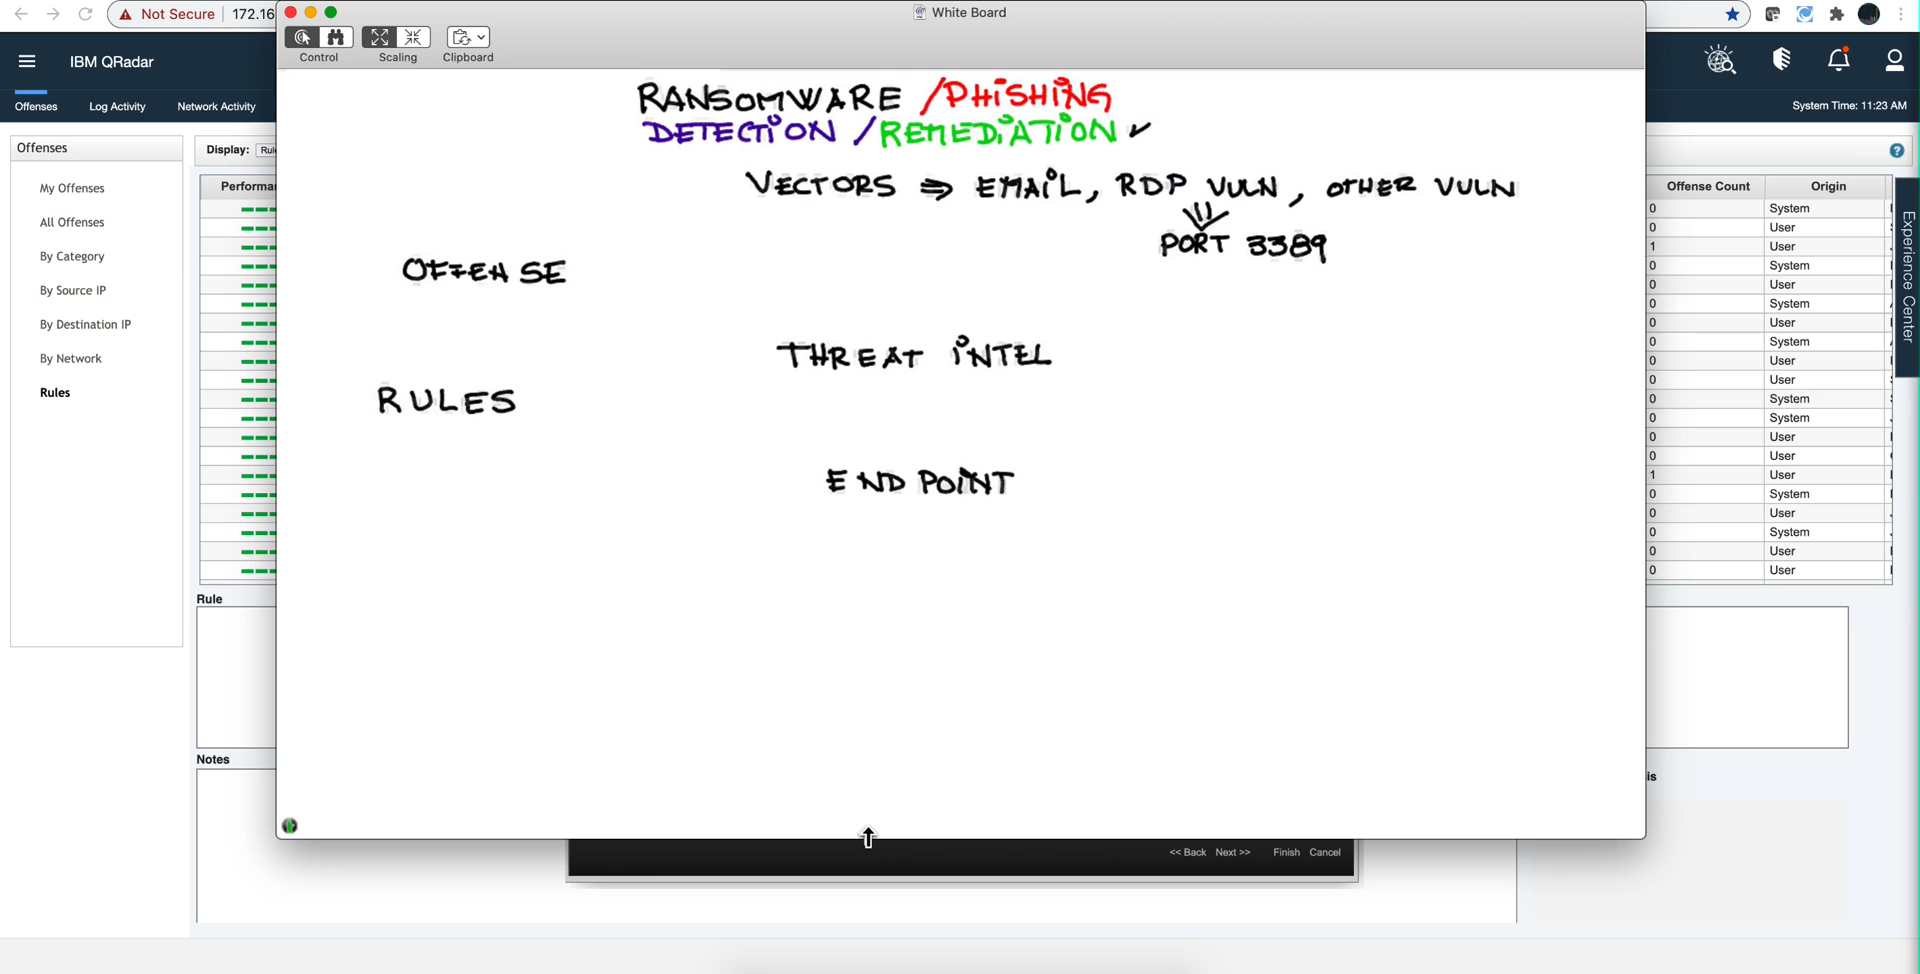 Not Secure 172.16
White Board
Control Scaling Clipboard
IBM QRadar
Offenses Log Activity Network Activity
System Time: 11:23 AM
Offenses
My Offenses
All Offenses
By Category
By Source IP
By Destination IP
By Network
Rules
Display:
Offense Count Origin
0 System
0 User
1 User
0 System
0 User
0 System
0 User
0 System
0 User
0 User
0 System
0 System
0 User
0 User
1 User
0 System
0 User
0 System
0 User
0 User
Experience Center
Rule
Notes
RANSOMWARE /PHISHING
DETECTION /REMEDIATION ✓
VECTORS ⇒ EMAIL, RDP VULN, OTHER VULN
PORT 3389
OFFENSE
THREAT INTEL
RULES
END POINT
<< Back Next >> Finish Cancel